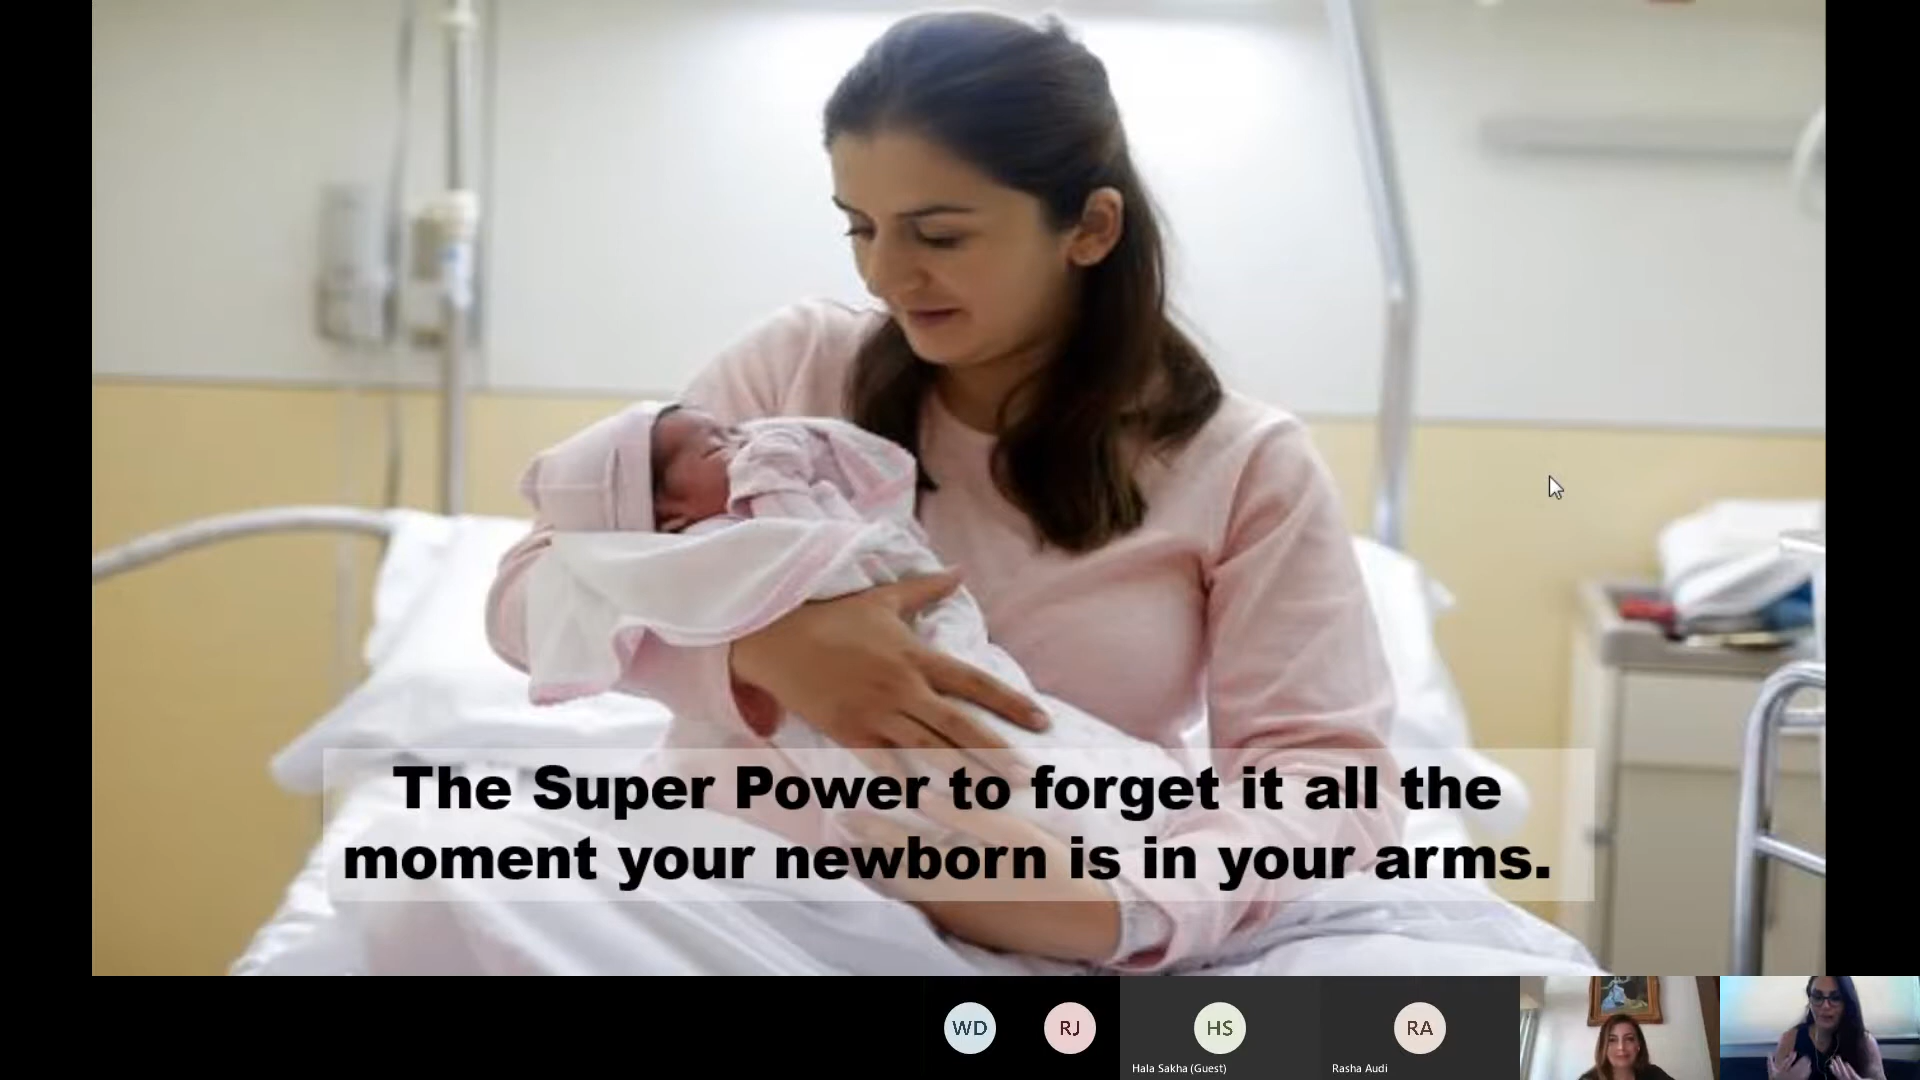 The Super Power to forget it all the
moment your newborn is in your arms.
WD
RJ
HS
RA
Hala Sakha (Guest)
Rasha Audi